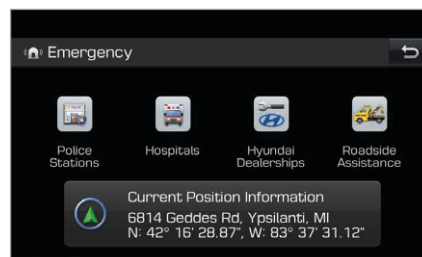 Emergency
Police
Stations
Hospitals
Hyundai
Dealerships
Roadside
Assistance
Current Position Information
6814 Geddes Rd, Ypsilanti, MI
N: 42° 16' 28.87", W: 83° 37' 31.12"